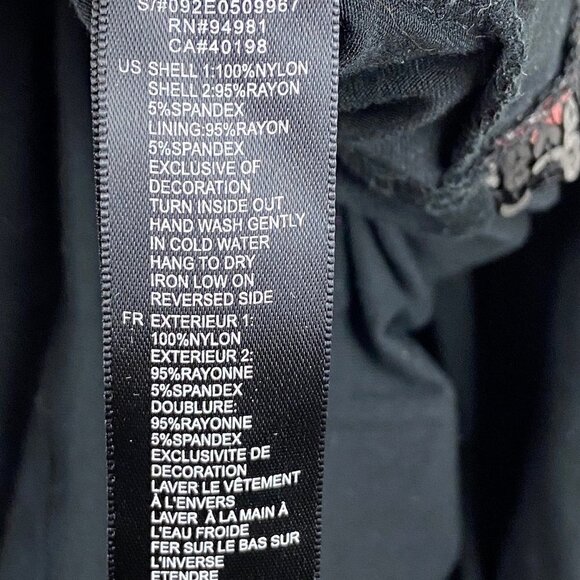 S/#092E0509967
RN#94981
CA#40198
US SHELL 1:100%NYLON
SHELL 2:95%RAYON
5%SPANDEX
LINING:95%RAYON
5%SPANDEX
EXCLUSIVE OF
DECORATION
TURN INSIDE OUT
HAND WASH GENTLY
IN COLD WATER
HANG TO DRY
IRON LOW ON
REVERSED SIDE
FR EXTERIEUR 1:
100%NYLON
EXTERIEUR 2:
95%RAYONNE
5%SPANDEX
DOUBLURE:
95%RAYONNE
5%SPANDEX
EXCLUSIVITE DE
DECORATION
LAVER LE VÊTEMENT
À L'ENVERS
LAVER À LA MAIN À
L'EAU FROIDE
FER SUR LE BAS SUR
L'INVERSE
ETENDRE